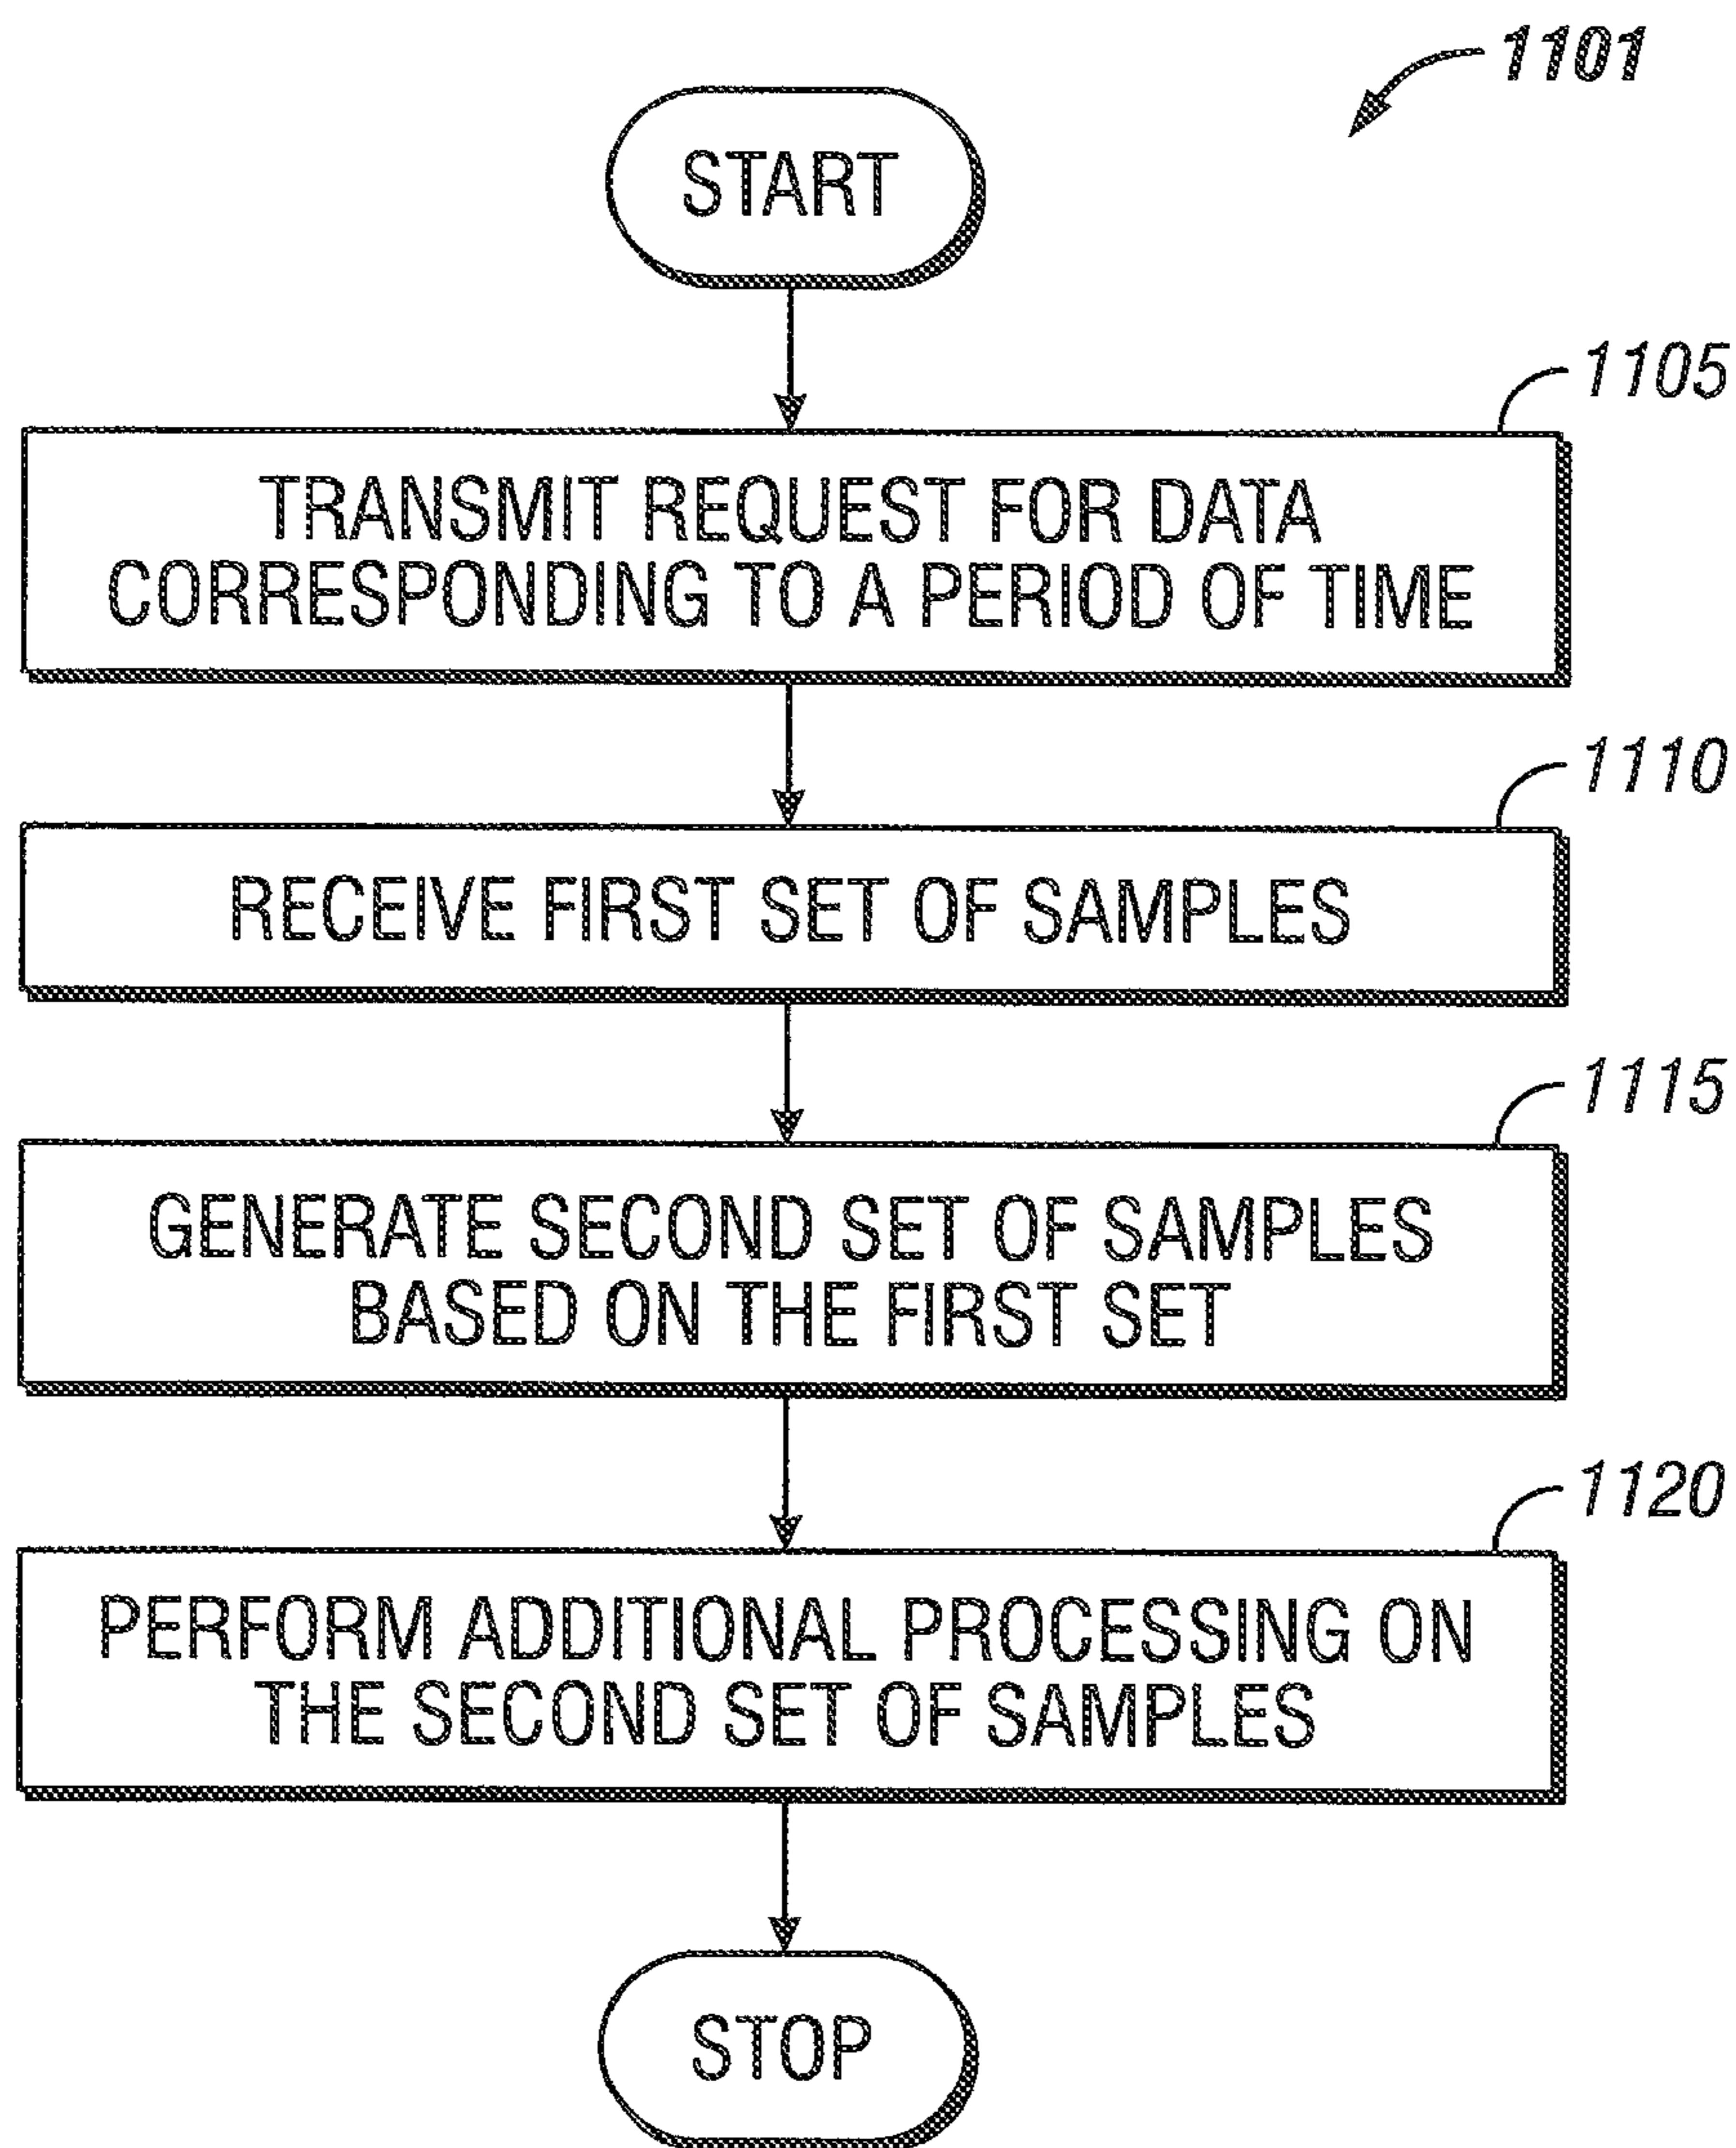 1101
START
1105
TRANSMIT REQUEST FOR DATA
CORRESPONDING TO A PERIOD OF TIME
1110
RECEIVE FIRST SET OF SAMPLES
1115
GENERATE SECOND SET OF SAMPLES
BASED ON THE FIRST SET
1120
PERFORM ADDITIONAL PROCESSING ON
THE SECOND SET OF SAMPLES
STOP